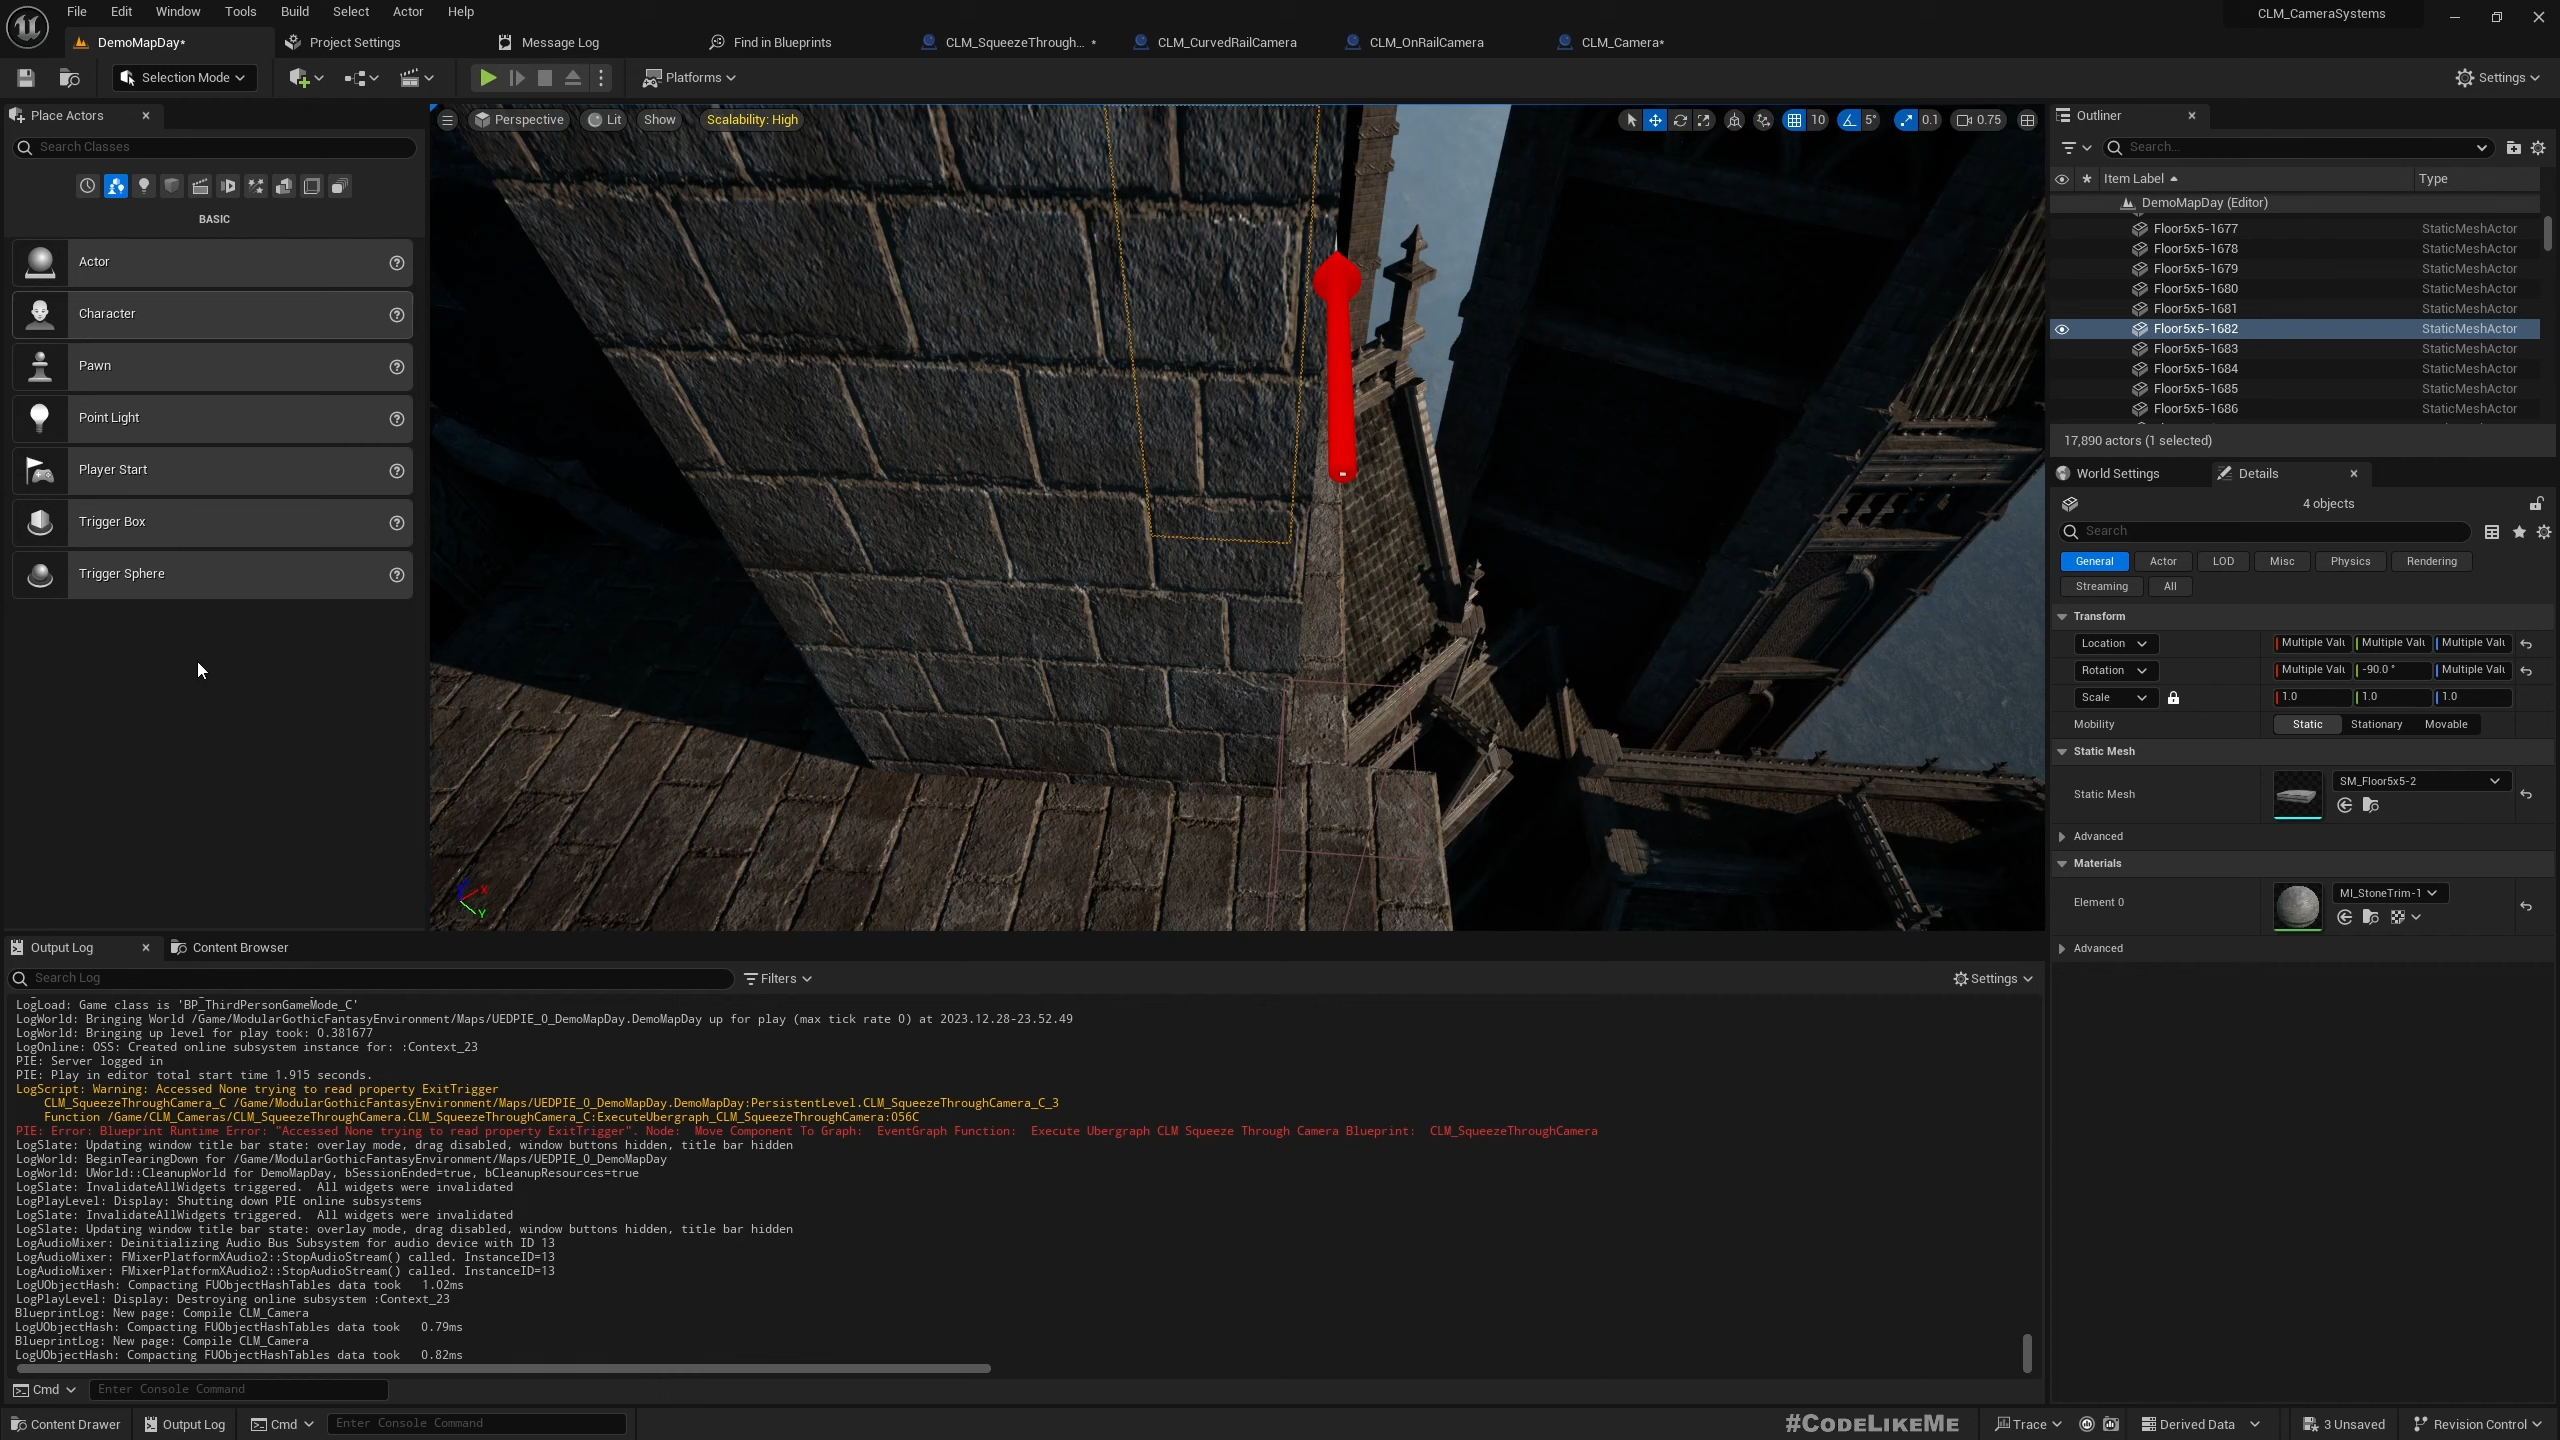 File Edit Window Tools Build Select Actor Help
CLM_CameraSystems
DemoMapDay*
Project Settings
Message Log
Find in Blueprints
CLM_SqueezeThrough... *
CLM_CurvedRailCamera
CLM_OnRailCamera
CLM_Camera*
Selection Mode
Platforms
Settings
Place Actors
Search Classes
BASIC
Actor
Character
Pawn
Point Light
Player Start
Trigger Box
Trigger Sphere
Perspective
Lit
Show
Scalability: High
10
5°
0.1
0.75
Outliner
Search...
Item Label
Type
DemoMapDay (Editor)
Floor5x5-1677 StaticMeshActor
Floor5x5-1678 StaticMeshActor
Floor5x5-1679 StaticMeshActor
Floor5x5-1680 StaticMeshActor
Floor5x5-1681 StaticMeshActor
Floor5x5-1682 StaticMeshActor
Floor5x5-1683 StaticMeshActor
Floor5x5-1684 StaticMeshActor
Floor5x5-1685 StaticMeshActor
Floor5x5-1686 StaticMeshActor
17,890 actors (1 selected)
World Settings
Details
4 objects
Search
General Actor LOD Misc Physics Rendering
Streaming All
Transform
Location Multiple Valu Multiple Valu Multiple Valu
Rotation Multiple Valu -90.0 ° Multiple Valu
Scale 1.0 1.0 1.0
Mobility Static Stationary Movable
Static Mesh
Static Mesh SM_Floor5x5-2
Advanced
Materials
Element 0 MI_StoneTrim-1
Advanced
X
Y
Output Log
Content Browser
Search Log
Filters
Settings
LogLoad: Game class is 'BP_ThirdPersonGameMode_C'
LogWorld: Bringing World /Game/ModularGothicFantasyEnvironment/Maps/UEDPIE_0_DemoMapDay.DemoMapDay up for play (max tick rate 0) at 2023.12.28-23.52.49
LogWorld: Bringing up level for play took: 0.381677
LogOnline: OSS: Created online subsystem instance for: :Context_23
PIE: Server logged in
PIE: Play in editor total start time 1.915 seconds.
LogScript: Warning: Accessed None trying to read property ExitTrigger
CLM_SqueezeThroughCamera_C /Game/ModularGothicFantasyEnvironment/Maps/UEDPIE_0_DemoMapDay.DemoMapDay:PersistentLevel.CLM_SqueezeThroughCamera_C_3
Function /Game/CLM_Cameras/CLM_SqueezeThroughCamera.CLM_SqueezeThroughCamera_C:ExecuteUbergraph_CLM_SqueezeThroughCamera:056C
PIE: Error: Blueprint Runtime Error: "Accessed None trying to read property ExitTrigger". Node: Move Component To Graph: EventGraph Function: Execute Ubergraph CLM Squeeze Through Camera Blueprint: CLM_SqueezeThroughCamera
LogSlate: Updating window title bar state: overlay mode, drag disabled, window buttons hidden, title bar hidden
LogWorld: BeginTearingDown for /Game/ModularGothicFantasyEnvironment/Maps/UEDPIE_0_DemoMapDay
LogWorld: UWorld::CleanupWorld for DemoMapDay, bSessionEnded=true, bCleanupResources=true
LogSlate: InvalidateAllWidgets triggered. All widgets were invalidated
LogPlayLevel: Display: Shutting down PIE online subsystems
LogSlate: InvalidateAllWidgets triggered. All widgets were invalidated
LogSlate: Updating window title bar state: overlay mode, drag disabled, window buttons hidden, title bar hidden
LogAudioMixer: Deinitializing Audio Bus Subsystem for audio device with ID 13
LogAudioMixer: FMixerPlatformXAudio2::StopAudioStream() called. InstanceID=13
LogAudioMixer: FMixerPlatformXAudio2::StopAudioStream() called. InstanceID=13
LogUObjectHash: Compacting FUObjectHashTables data took 1.02ms
LogPlayLevel: Display: Destroying online subsystem :Context_23
BlueprintLog: New page: Compile CLM_Camera
LogUObjectHash: Compacting FUObjectHashTables data took 0.79ms
BlueprintLog: New page: Compile CLM_Camera
LogUObjectHash: Compacting FUObjectHashTables data took 0.82ms
Cmd Enter Console Command
Content Drawer
Output Log
Cmd
Enter Console Command
#CODELIKEME
Trace
Derived Data
3 Unsaved
Revision Control